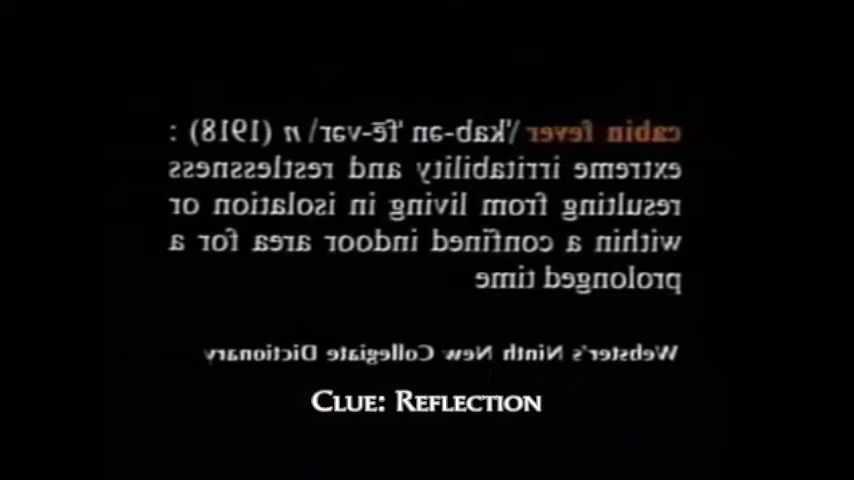 cabin fever \'kab-ən 'fē-vər\ n (1918) :
extreme irritability and restlessness
resulting from living in isolation or
within a confined indoor area for a
prolonged time
Webster's Ninth New Collegiate Dictionary
Clue: Reflection